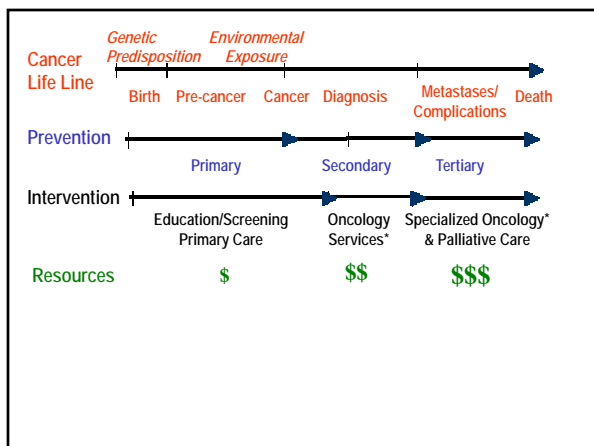 Genetic Environmental
Predisposition Exposure
Cancer
Life Line
Birth Pre-cancer Cancer Diagnosis Metastases/ Death
Complications
Prevention
Primary Secondary Tertiary
Intervention
Education/Screening Oncology Specialized Oncology*
Primary Care Services* & Palliative Care
Resources $ $$ $$$